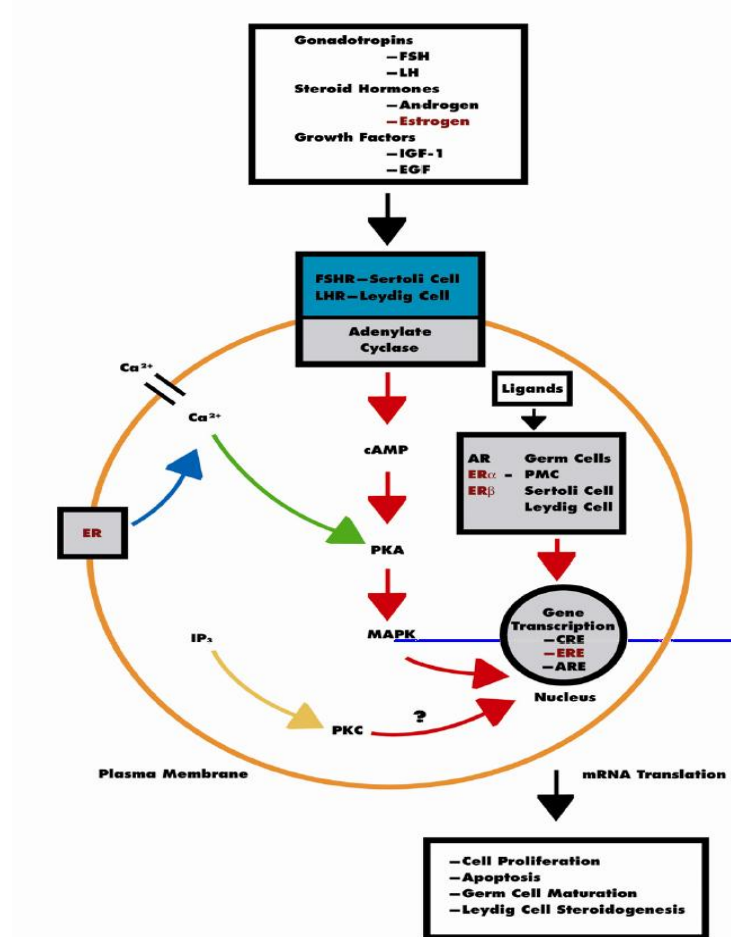 Gonadotropins
–FSH
–LH
Steroid Hormones
–Androgen
–Estrogen
Growth Factors
–IGF-1
–EGF
FSHR–Sertoli Cell
LHR–Leydig Cell
Adenylate
Cyclase
Ca²⁺
Ca²⁺
Ligands
cAMP
AR Germ Cells
ERα – PMC
ERβ Sertoli Cell
Leydig Cell
ER
PKA
Gene
Transcription
–CRE
–ERE
–ARE
MAPK
IP₃
Nucleus
?
PKC
Plasma Membrane
mRNA Translation
–Cell Proliferation
–Apoptosis
–Germ Cell Maturation
–Leydig Cell Steroidogenesis